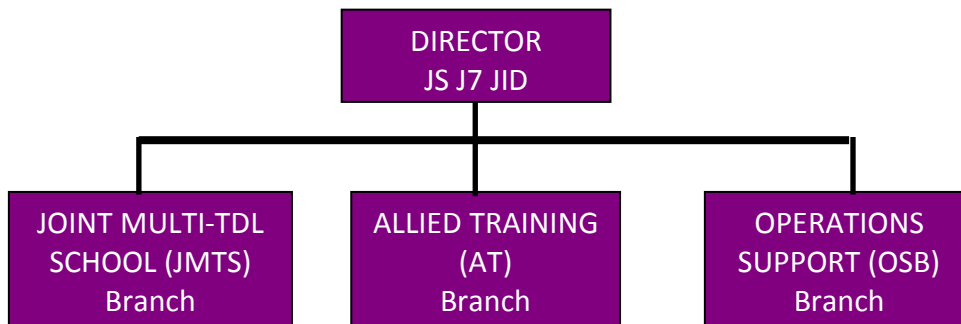 DIRECTOR
JS J7 JID
JOINT MULTI-TDL
SCHOOL (JMTS)
Branch
ALLIED TRAINING
(AT)
Branch
OPERATIONS
SUPPORT (OSB)
Branch